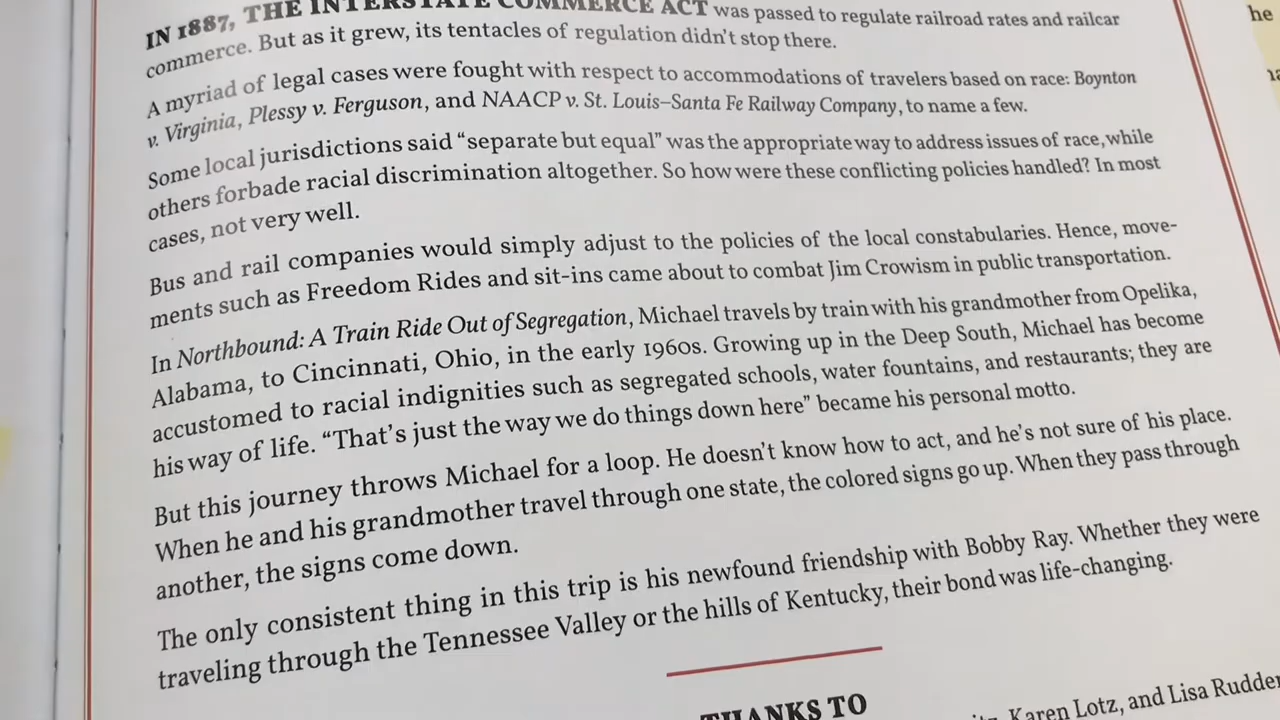 IN 1887, THE INTERSTATE COMMERCE ACT was passed to regulate railroad rates and railcar
commerce. But as it grew, its tentacles of regulation didn't stop there.
A myriad of legal cases were fought with respect to accommodations of travelers based on race: Boynton
v. Virginia, Plessy v. Ferguson, and NAACP v. St. Louis–Santa Fe Railway Company, to name a few.
Some local jurisdictions said “separate but equal” was the appropriate way to address issues of race, while
others forbade racial discrimination altogether. So how were these conflicting policies handled? In most
cases, not very well.
Bus and rail companies would simply adjust to the policies of the local constabularies. Hence, move-
ments such as Freedom Rides and sit-ins came about to combat Jim Crowism in public transportation.
In Northbound: A Train Ride Out of Segregation, Michael travels by train with his grandmother from Opelika,
Alabama, to Cincinnati, Ohio, in the early 1960s. Growing up in the Deep South, Michael has become
accustomed to racial indignities such as segregated schools, water fountains, and restaurants; they are
his way of life. “That's just the way we do things down here” became his personal motto.
But this journey throws Michael for a loop. He doesn't know how to act, and he's not sure of his place.
When he and his grandmother travel through one state, the colored signs go up. When they pass through
another, the signs come down.
The only consistent thing in this trip is his newfound friendship with Bobby Ray. Whether they were
traveling through the Tennessee Valley or the hills of Kentucky, their bond was life-changing.
THANKS TO
Karen Lotz, and Lisa Rudden
he